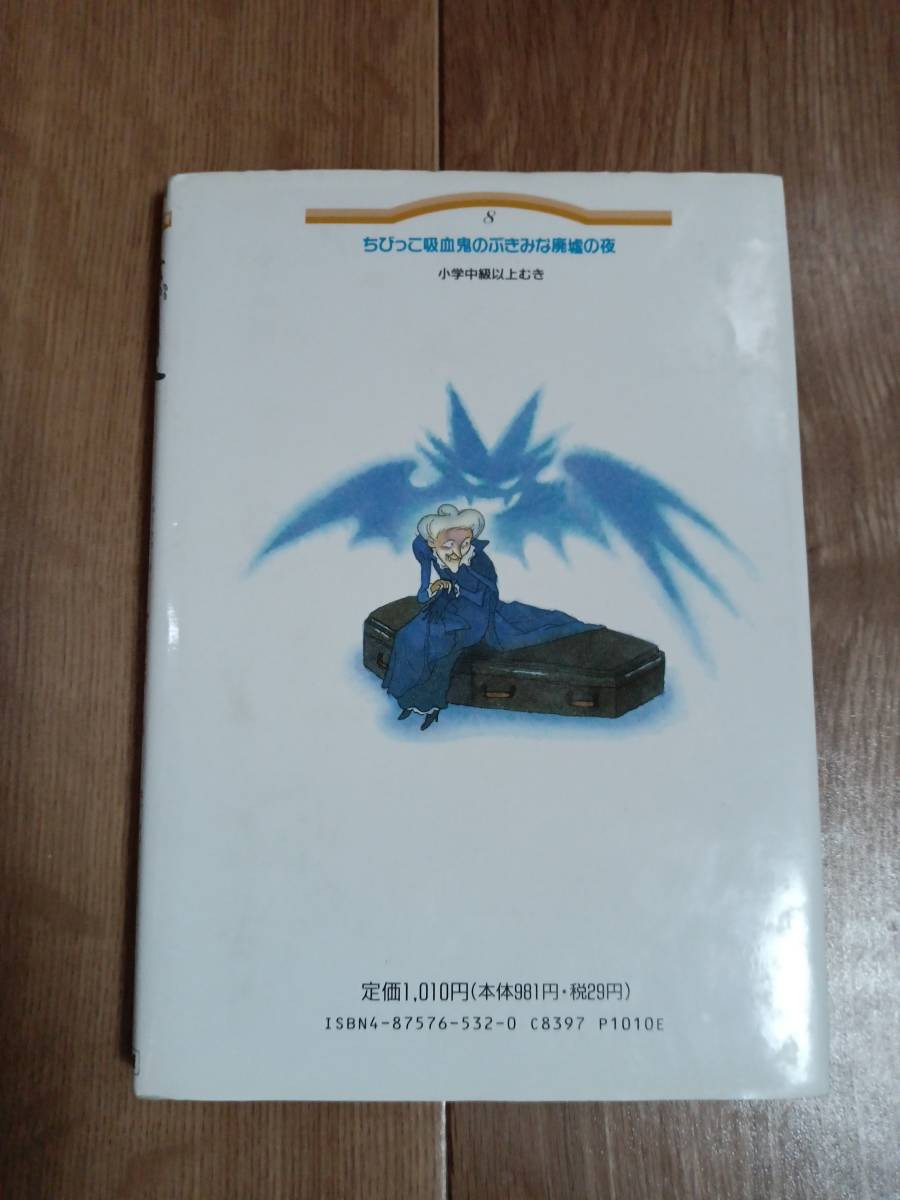 8
ちびっこ吸血鬼のぶきみな廃墟の夜
小学中級以上むき
定価1,010円(本体981円・税29円)
ISBN4-87576-532-0 C8397 P1010E